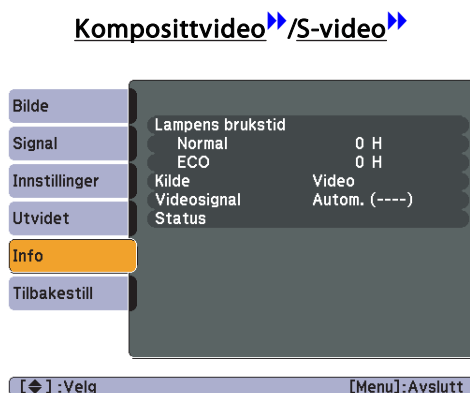 Komposittvideo/S-video
Bilde
Signal
Innstillinger
Utvidet
Info
Tilbakestill
Lampens brukstid
Normal 0 H
ECO 0 H
Kilde Video
Videosignal Autom. (----)
Status
[◆]:Velg [Menu]:Avslutt